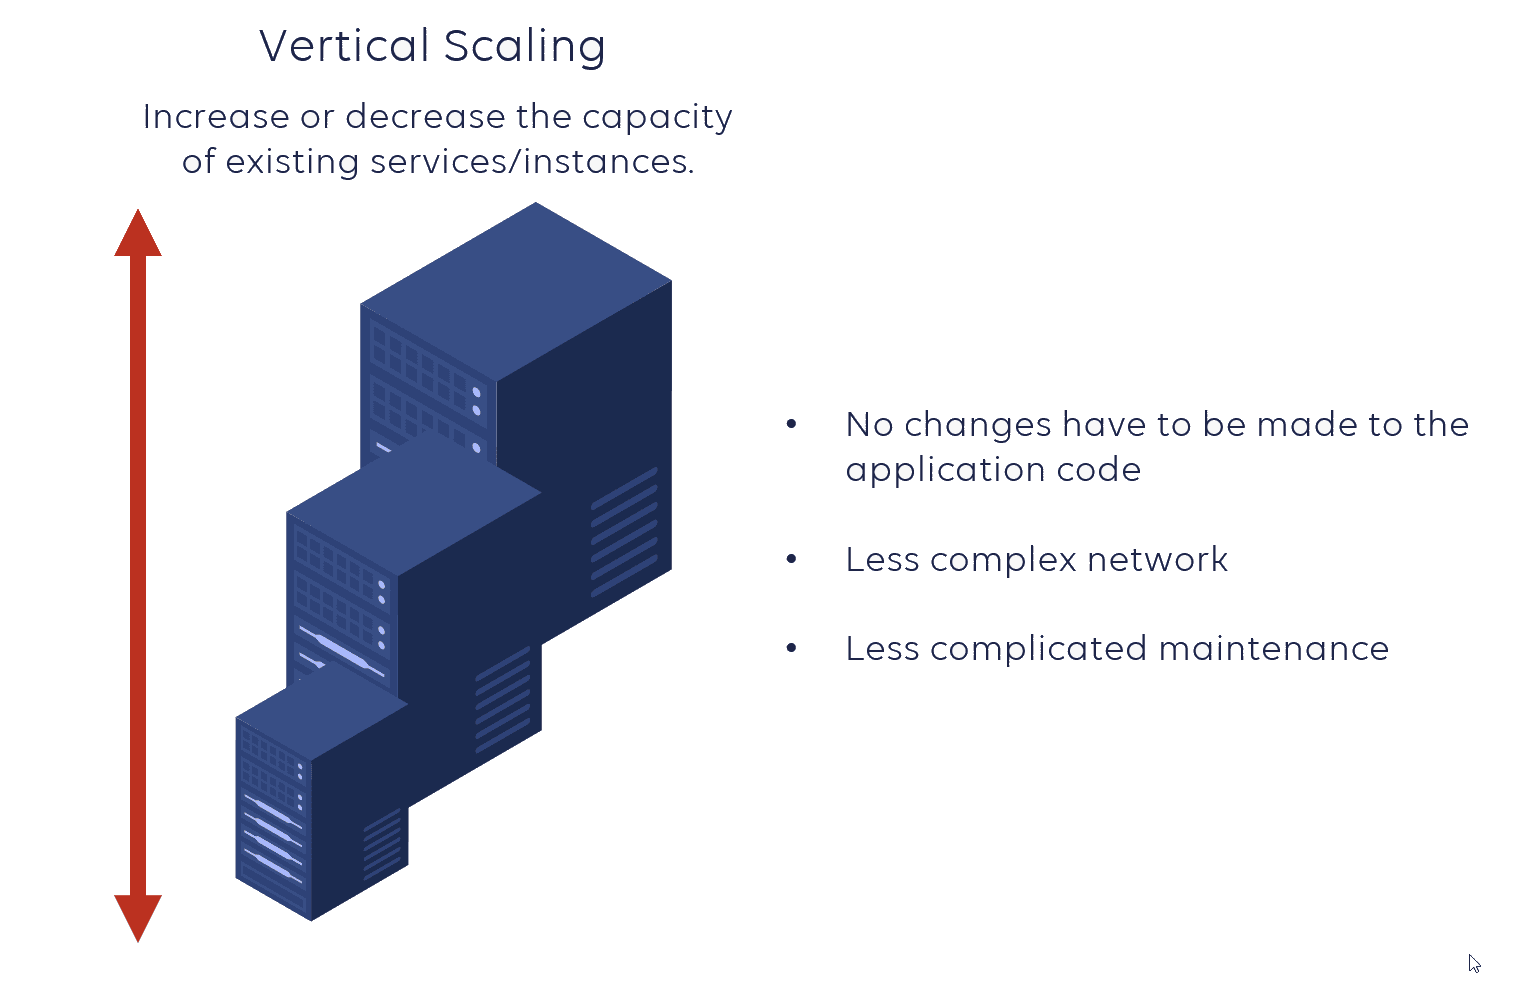 Vertical Scaling
Increase or decrease the capacity
of existing services/instances.
• No changes have to be made to the
application code
• Less complex network
• Less complicated maintenance